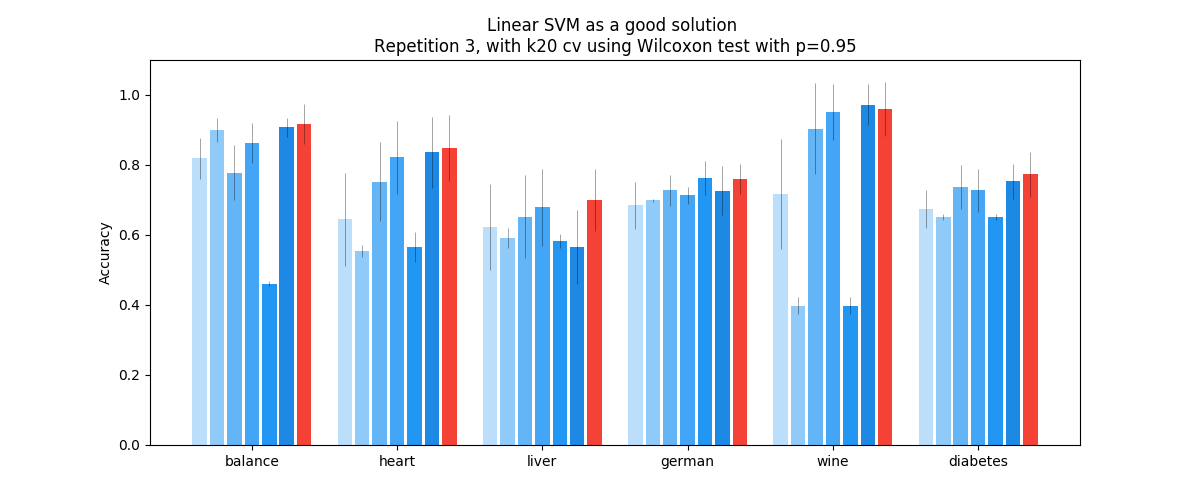 Linear SVM as a good solution
Repetition 3, with k20 cv using Wilcoxon test with p=0.95
Accuracy
1.0
0.8
0.6
0.4
0.2
0.0
balance heart liver german wine diabetes